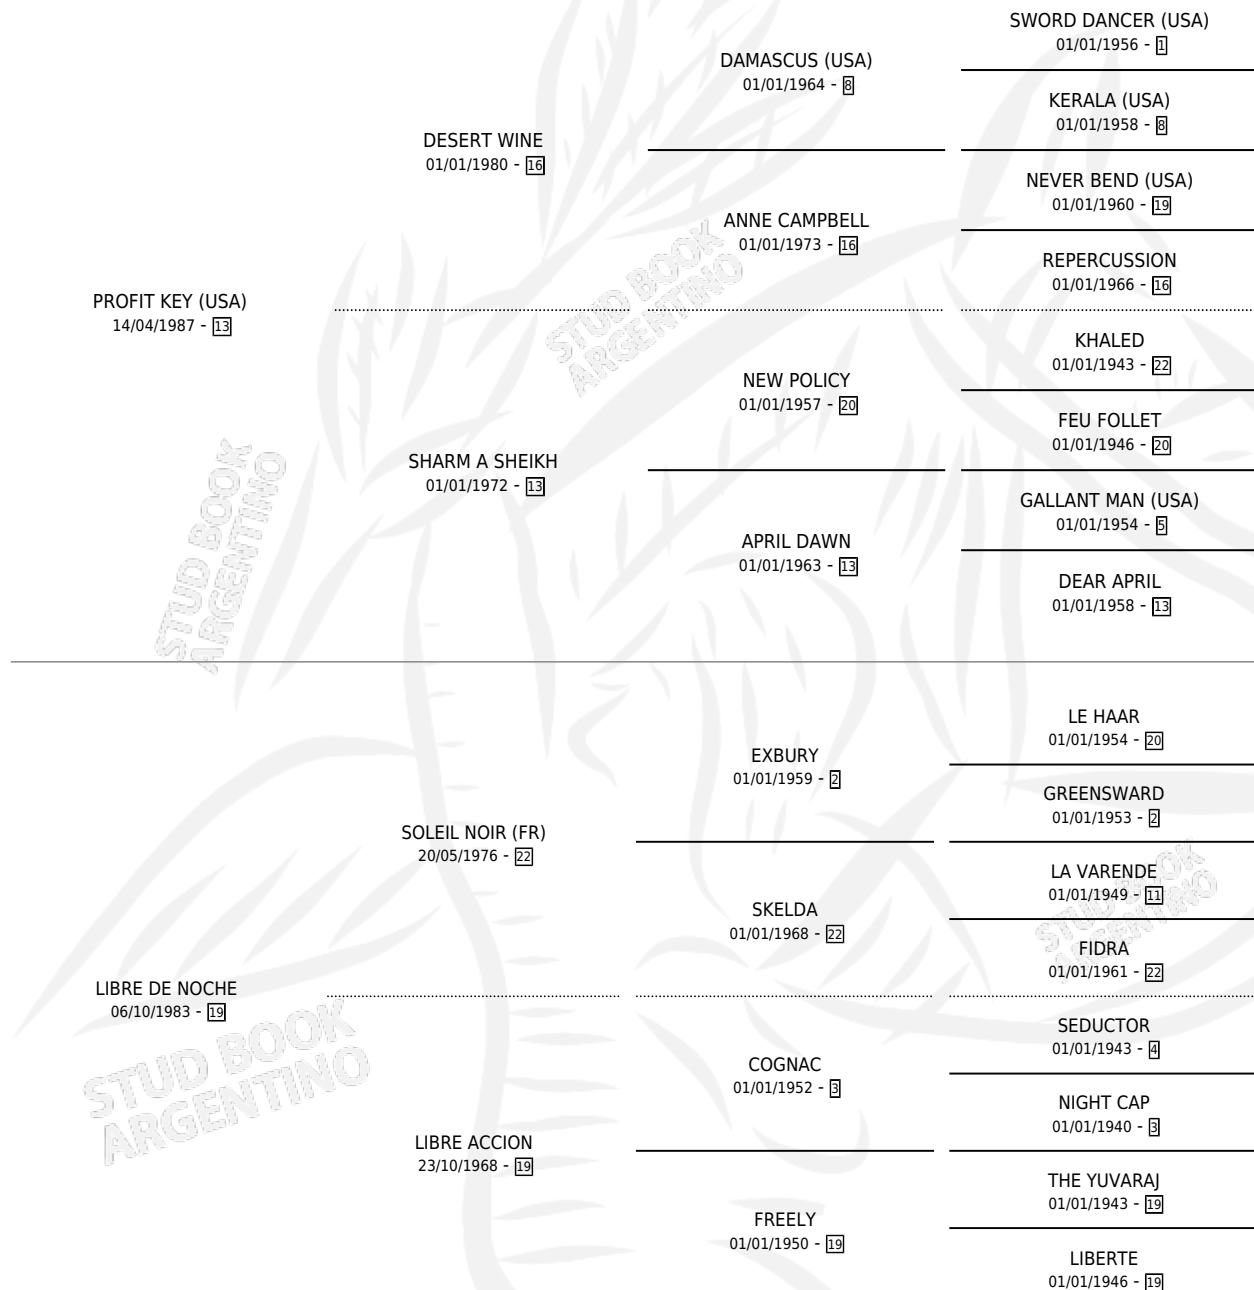 SWORD DANCER (USA)
01/01/1956 - 1
DAMASCUS (USA)
01/01/1964 - 8
KERALA (USA)
01/01/1958 - 8
DESERT WINE
01/01/1980 - 16
NEVER BEND (USA)
01/01/1960 - 19
ANNE CAMPBELL
01/01/1973 - 16
REPERCUSSION
01/01/1966 - 16
PROFIT KEY (USA)
14/04/1987 - 13
KHALED
01/01/1943 - 22
NEW POLICY
01/01/1957 - 20
FEU FOLLET
01/01/1946 - 20
SHARM A SHEIKH
01/01/1972 - 13
GALLANT MAN (USA)
01/01/1954 - 5
APRIL DAWN
01/01/1963 - 13
DEAR APRIL
01/01/1958 - 13
STUD BOOK
ARGENTINO
STUD BOOK
ARGENTINO
LE HAAR
01/01/1954 - 20
EXBURY
01/01/1959 - 2
GREENSWARD
01/01/1953 - 2
SOLEIL NOIR (FR)
20/05/1976 - 22
LA VARENDE
01/01/1949 - 11
SKELDA
01/01/1968 - 22
FIDRA
01/01/1961 - 22
LIBRE DE NOCHE
06/10/1983 - 19
SEDUCTOR
01/01/1943 - 4
COGNAC
01/01/1952 - 3
NIGHT CAP
01/01/1940 - 3
LIBRE ACCION
23/10/1968 - 19
THE YUVARAJ
01/01/1943 - 19
FREELY
01/01/1950 - 19
LIBERTE
01/01/1946 - 19
STUD BOOK
ARGENTINO
STUD BOOK
ARGENTINO